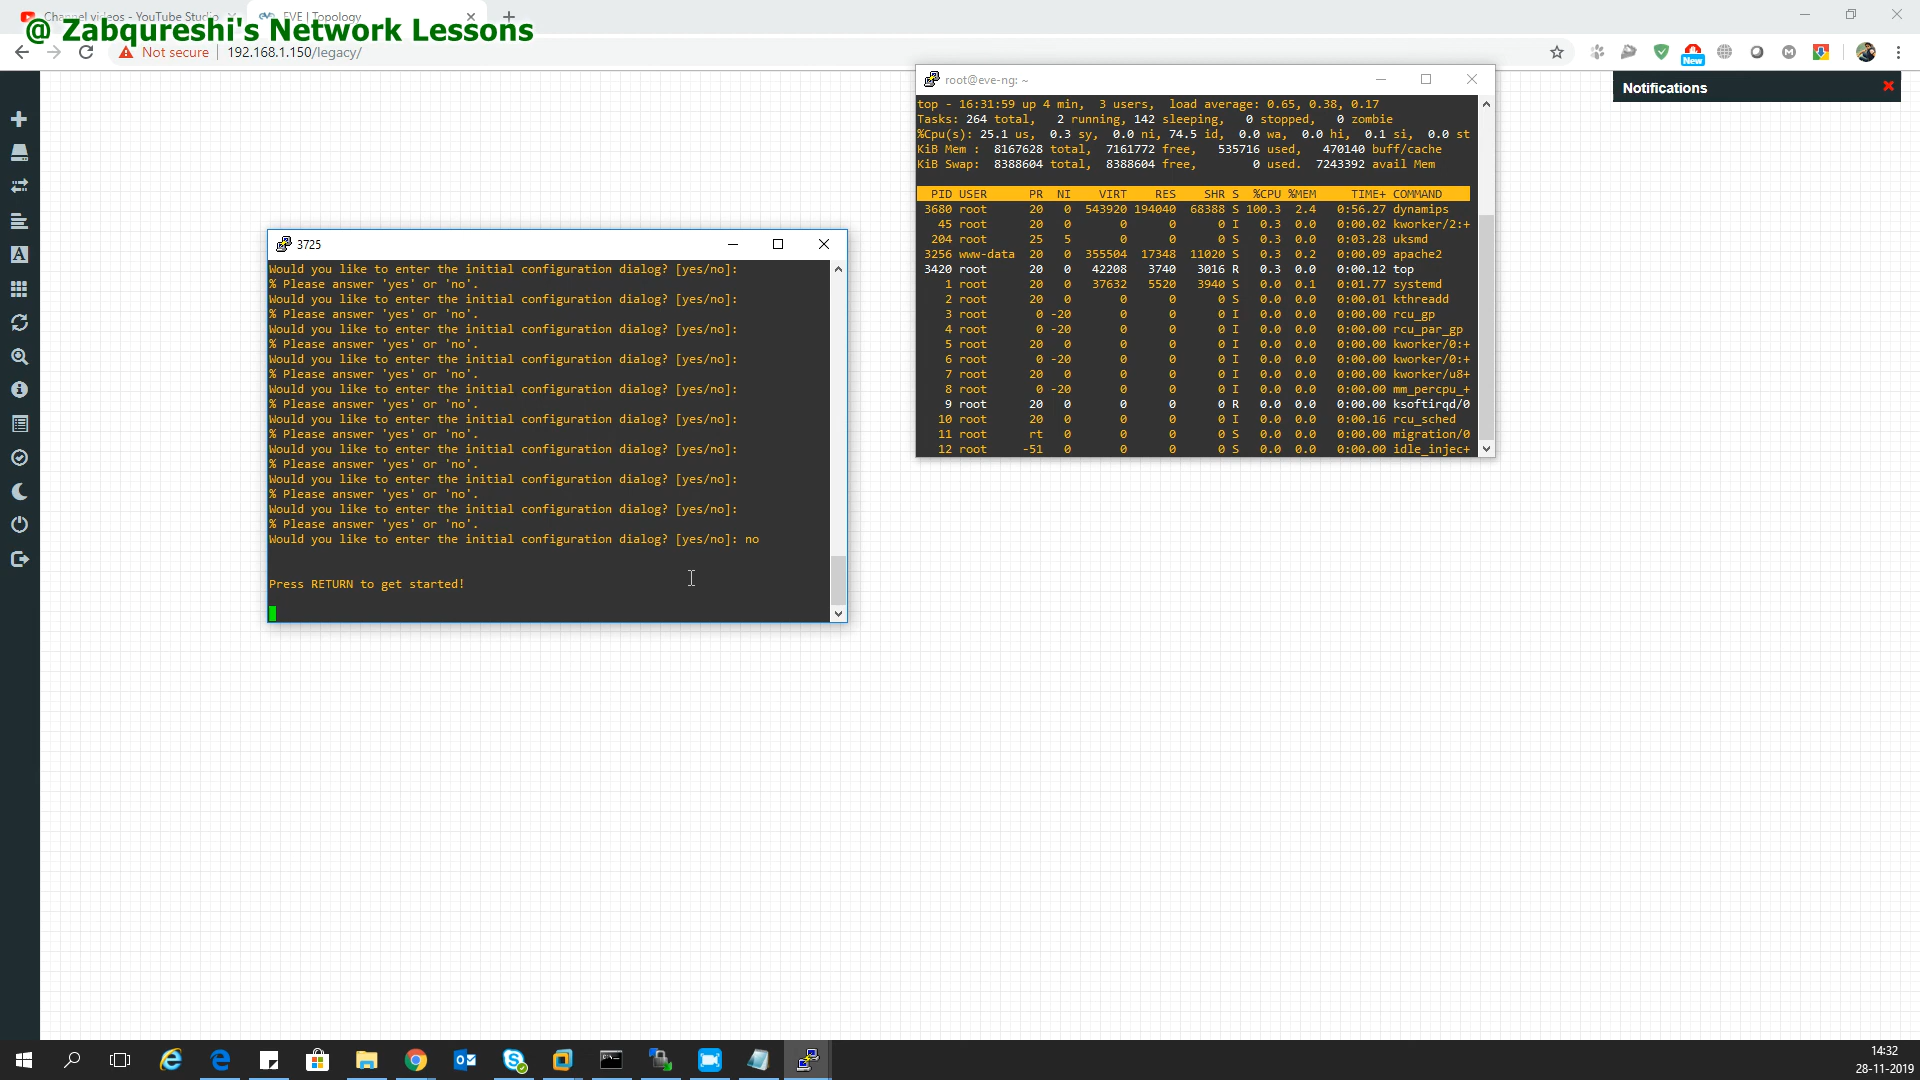 Channel videos - YouTube Studio
EVE | Topology
@ Zabqureshi's Network Lessons
Not secure
192.168.1.150/legacy/
New
root@eve-ng: ~
Notifications
top - 16:31:59 up 4 min,  3 users,  load average: 0.65, 0.38, 0.17
Tasks: 264 total,   2 running, 142 sleeping,   0 stopped,   0 zombie
%Cpu(s): 25.1 us,  0.3 sy,  0.0 ni, 74.5 id,  0.0 wa,  0.0 hi,  0.1 si,  0.0 st
KiB Mem :  8167628 total,  7161772 free,   535716 used,   470140 buff/cache
KiB Swap:  8388604 total,  8388604 free,        0 used.  7243392 avail Mem
PID USER PR NI VIRT RES SHR S %CPU %MEM TIME+ COMMAND
3680 root 20 0 543920 194040 68388 S 100.3 2.4 0:56.27 dynamips
45 root 20 0 0 0 0 I 0.3 0.0 0:00.02 kworker/2:+
204 root 25 5 0 0 0 S 0.3 0.0 0:03.28 uksmd
3256 www-data 20 0 355504 17348 11020 S 0.3 0.2 0:00.09 apache2
3420 root 20 0 42208 3740 3016 R 0.3 0.0 0:00.12 top
1 root 20 0 37632 5520 3940 S 0.0 0.1 0:01.77 systemd
2 root 20 0 0 0 0 S 0.0 0.0 0:00.01 kthreadd
3 root 0 -20 0 0 0 I 0.0 0.0 0:00.00 rcu_gp
4 root 0 -20 0 0 0 I 0.0 0.0 0:00.00 rcu_par_gp
5 root 20 0 0 0 0 I 0.0 0.0 0:00.00 kworker/0:+
6 root 0 -20 0 0 0 I 0.0 0.0 0:00.00 kworker/0:+
7 root 20 0 0 0 0 I 0.0 0.0 0:00.00 kworker/u8+
8 root 0 -20 0 0 0 I 0.0 0.0 0:00.00 mm_percpu_+
9 root 20 0 0 0 0 R 0.0 0.0 0:00.00 ksoftirqd/0
10 root 20 0 0 0 0 I 0.0 0.0 0:00.16 rcu_sched
11 root rt 0 0 0 0 S 0.0 0.0 0:00.00 migration/0
12 root -51 0 0 0 0 S 0.0 0.0 0:00.00 idle_injec+
3725
Would you like to enter the initial configuration dialog? [yes/no]:
% Please answer 'yes' or 'no'.
Would you like to enter the initial configuration dialog? [yes/no]:
% Please answer 'yes' or 'no'.
Would you like to enter the initial configuration dialog? [yes/no]:
% Please answer 'yes' or 'no'.
Would you like to enter the initial configuration dialog? [yes/no]:
% Please answer 'yes' or 'no'.
Would you like to enter the initial configuration dialog? [yes/no]:
% Please answer 'yes' or 'no'.
Would you like to enter the initial configuration dialog? [yes/no]:
% Please answer 'yes' or 'no'.
Would you like to enter the initial configuration dialog? [yes/no]:
% Please answer 'yes' or 'no'.
Would you like to enter the initial configuration dialog? [yes/no]:
% Please answer 'yes' or 'no'.
Would you like to enter the initial configuration dialog? [yes/no]:
% Please answer 'yes' or 'no'.
Would you like to enter the initial configuration dialog? [yes/no]: no
Press RETURN to get started!
14:32
28-11-2019